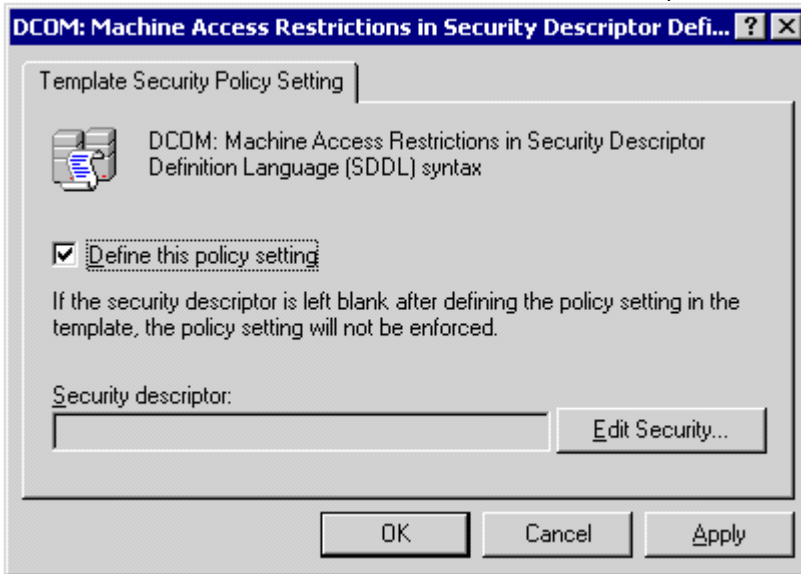 DCOM: Machine Access Restrictions in Security Descriptor Defi...
Template Security Policy Setting
DCOM: Machine Access Restrictions in Security Descriptor
Definition Language (SDDL) syntax
Define this policy setting
If the security descriptor is left blank after defining the policy setting in the
template, the policy setting will not be enforced.
Security descriptor:
Edit Security...
OK Cancel Apply